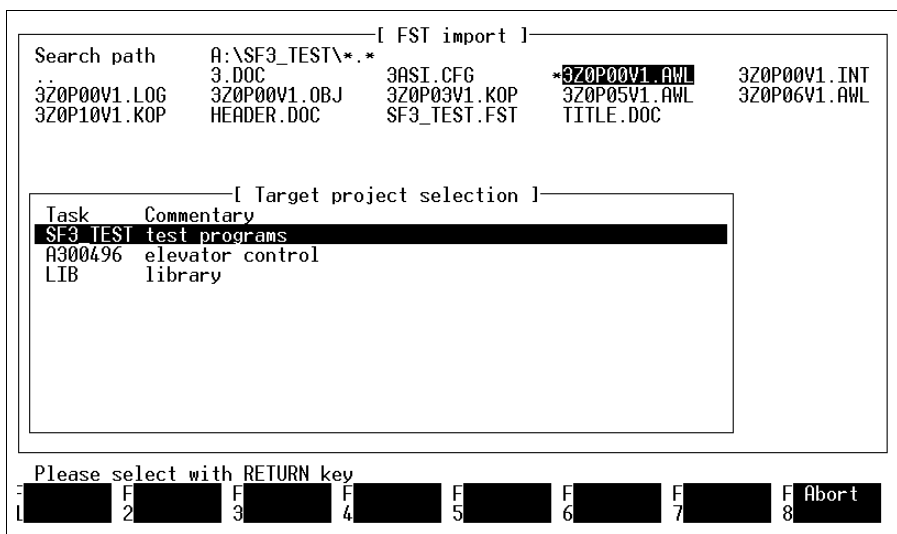 [ FST import ]
Search path A:\SF3_TEST\*.*
.. 3.DOC 3ASI.CFG *3Z0P00V1.AWL 3Z0P00V1.INT
3Z0P00V1.LOG 3Z0P00V1.OBJ 3Z0P03V1.KOP 3Z0P05V1.AWL 3Z0P06V1.AWL
3Z0P10V1.KOP HEADER.DOC SF3_TEST.FST TITLE.DOC
[ Target project selection ]
Task Commentary
SF3_TEST test programs
A300496 elevator control
LIB library
Please select with RETURN key
F F F F F F F F Abort
1 2 3 4 5 6 7 8